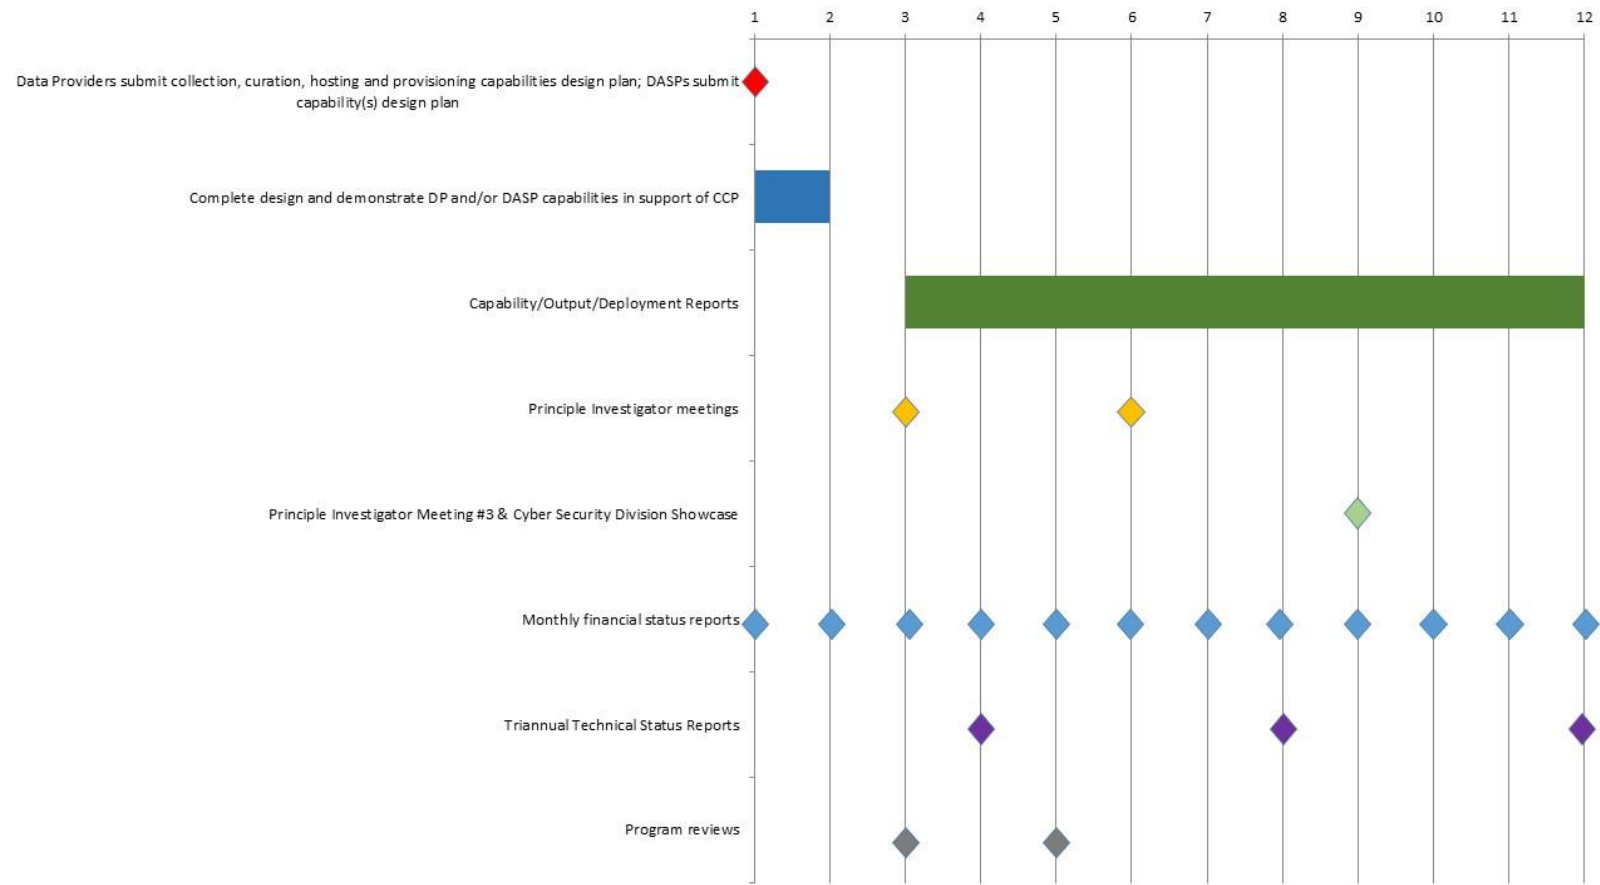 1 2 3 4 5 6 7 8 9 10 11 12
Data Providers submit collection, curation, hosting and provisioning capabilities design plan; DASPs submit
capability(s) design plan
Complete design and demonstrate DP and/or DASP capabilities in support of CCP
Capability/Output/Deployment Reports
Principle Investigator meetings
Principle Investigator Meeting #3 & Cyber Security Division Showcase
Monthly financial status reports
Triannual Technical Status Reports
Program reviews